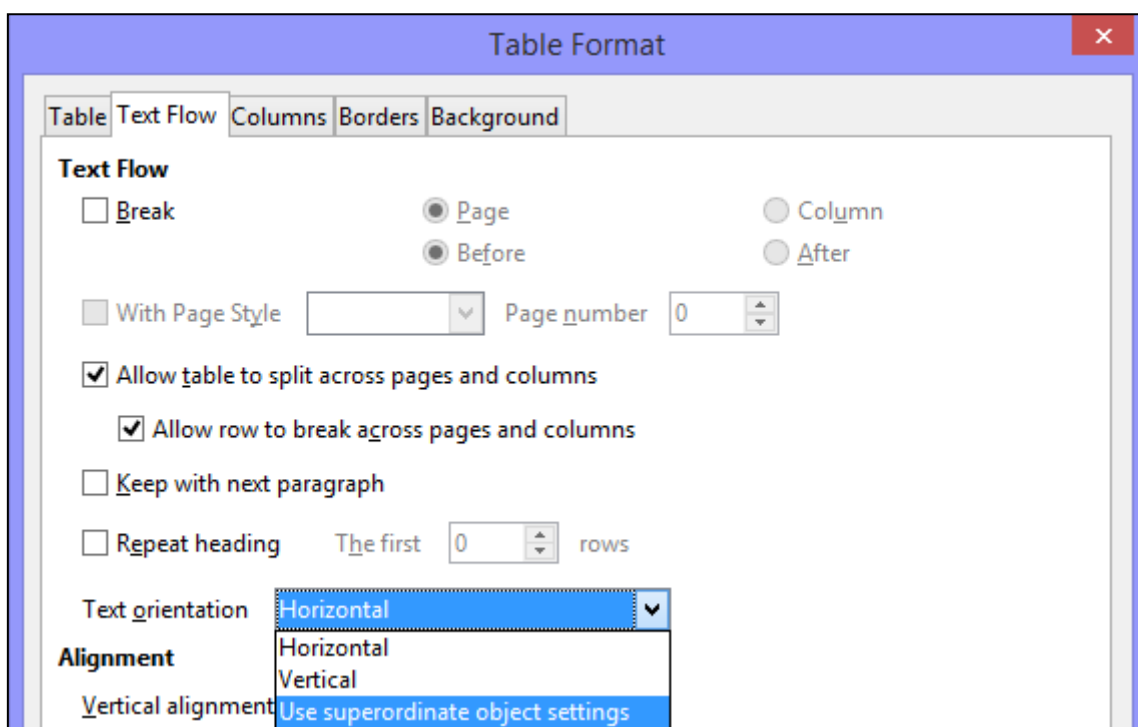 Table Format
Table Text Flow Columns Borders Background
Text Flow
Break Page Column
Before After
With Page Style Page number 0
Allow table to split across pages and columns
Allow row to break across pages and columns
Keep with next paragraph
Repeat heading The first 0 rows
Text orientation Horizontal
Horizontal
Alignment
Vertical
Vertical alignment Use superordinate object settings